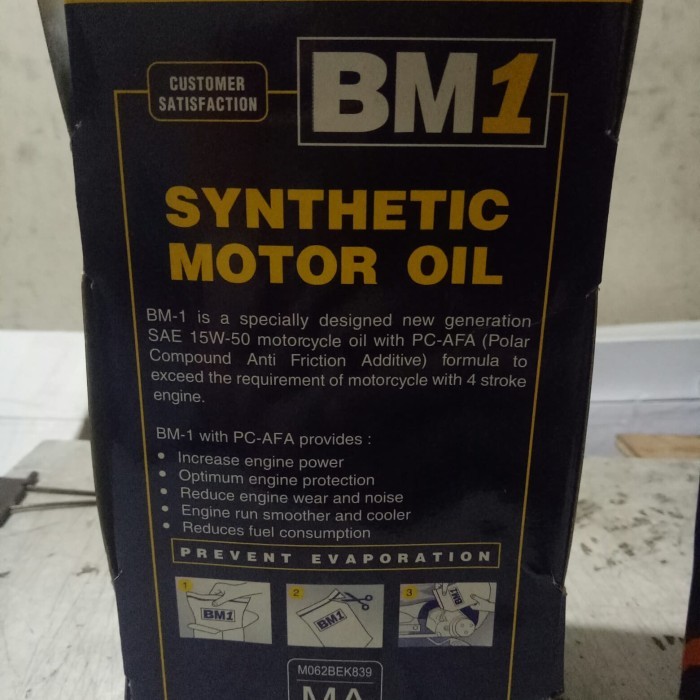 CUSTOMER
SATISFACTION
BM1
SYNTHETIC
MOTOR OIL
BM-1 is a specially designed new generation
SAE 15W-50 motorcycle oil with PC-AFA (Polar
Compound Anti Friction Additive) formula to
exceed the requirement of motorcycle with 4 stroke
engine.
BM-1 with PC-AFA provides :
• Increase engine power
• Optimum engine protection
• Reduce engine wear and noise
• Engine run smoother and cooler
• Reduces fuel consumption
PREVENT EVAPORATION
1
BM1
2
BM1
3
BM1
M062BEK839
MA